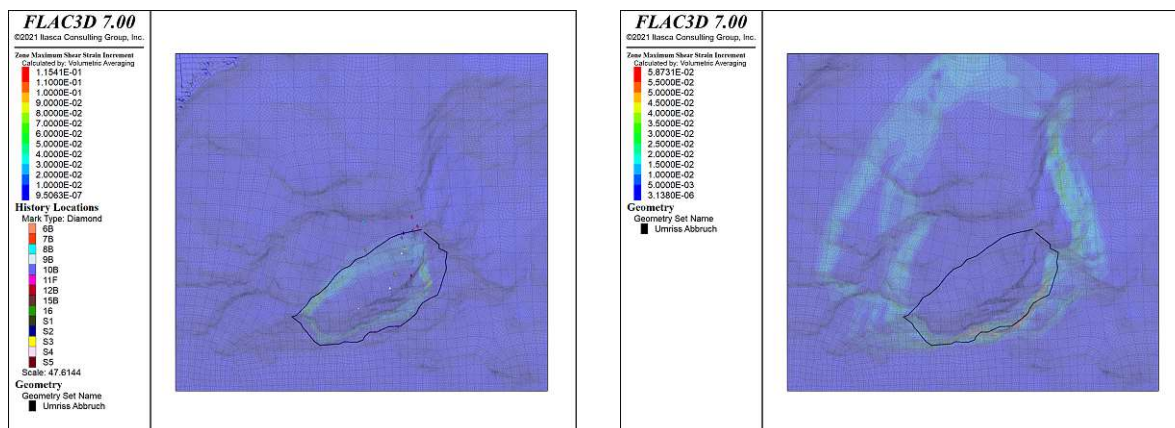 FLAC3D 7.00
©2021 Itasca Consulting Group, Inc.
Zone Maximum Shear Strain Increment
Calculated by: Volumetric Averaging
1.1541E-01
1.1000E-01
1.0000E-01
9.0000E-02
8.0000E-02
7.0000E-02
6.0000E-02
5.0000E-02
4.0000E-02
3.0000E-02
2.0000E-02
1.0000E-02
9.5063E-07
History Locations
Mark Type: Diamond
6B
7B
8B
9B
10B
11F
12B
15B
16
S1
S2
S3
S4
S5
Scale: 47.6144
Geometry
Geometry Set Name
Umriss Abbruch
FLAC3D 7.00
©2021 Itasca Consulting Group, Inc.
Zone Maximum Shear Strain Increment
Calculated by: Volumetric Averaging
5.8731E-02
5.5000E-02
5.0000E-02
4.5000E-02
4.0000E-02
3.5000E-02
3.0000E-02
2.5000E-02
2.0000E-02
1.5000E-02
1.0000E-02
5.0000E-03
3.1380E-06
Geometry
Geometry Set Name
Umriss Abbruch